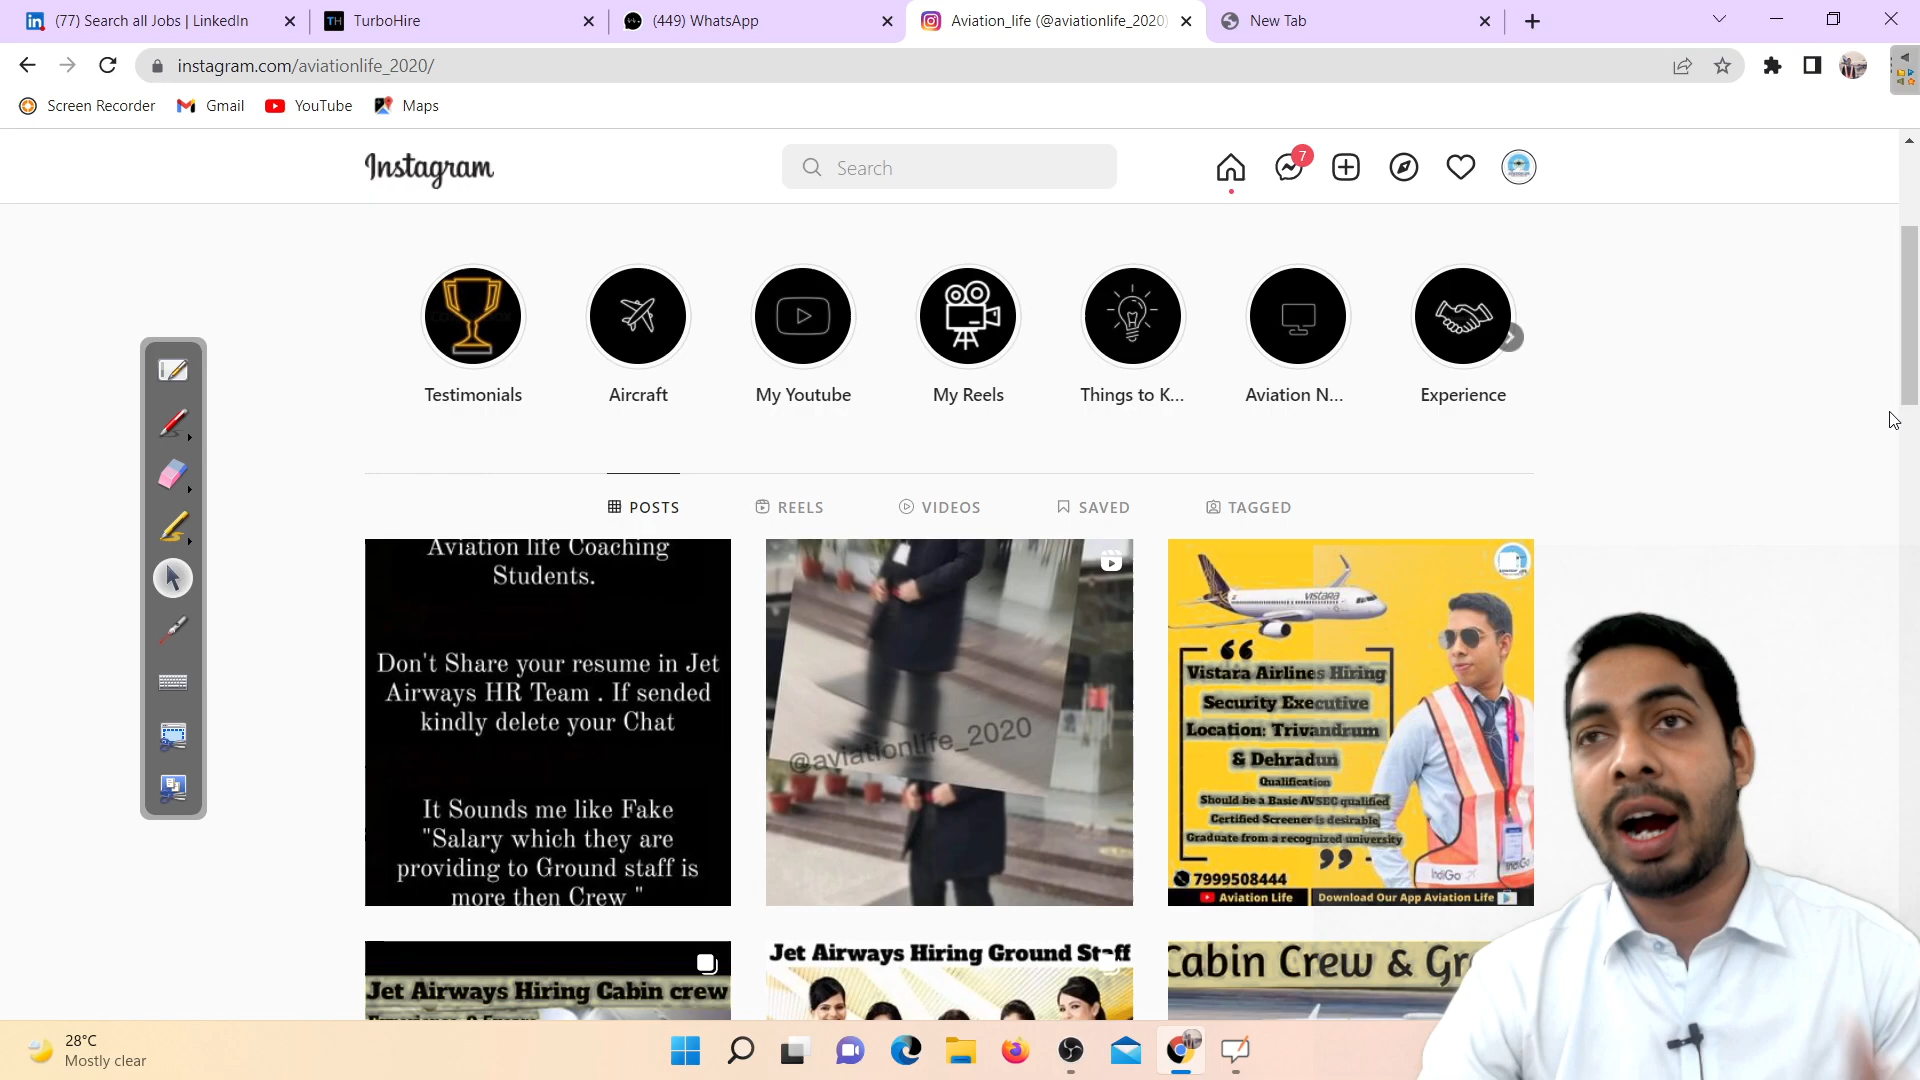 (77) Search all Jobs | LinkedIn
TurboHire
(449) WhatsApp
Aviation_life (@aviationlife_2020)
New Tab
instagram.com/aviationlife_2020/
Screen Recorder
Gmail
YouTube
Maps
Instagram
Search
7
Testimonials
Aircraft
My Youtube
My Reels
Things to K...
Aviation N...
Experience
POSTS
REELS
VIDEOS
SAVED
TAGGED
Aviation life Coaching
Students.
Don't Share your resume in Jet
Airways HR Team . If sended
kindly delete your Chat
It Sounds me like Fake
"Salary which they are
providing to Ground staff is
more then Crew "
@aviationlife_2020
vistara
Vistara Airlines Hiring
Security Executive
Location: Trivandrum
& Dehradun
Qualification
Should be a Basic AVSEC qualified
Certified Screener is desirable
Graduate from a recognized university
IndiGo
7999508444
Aviation Life
Download Our App Aviation Life
Jet Airways Hiring Cabin crew
Jet Airways Hiring Ground Staff
Cabin Crew & Gr
28°C
Mostly clear